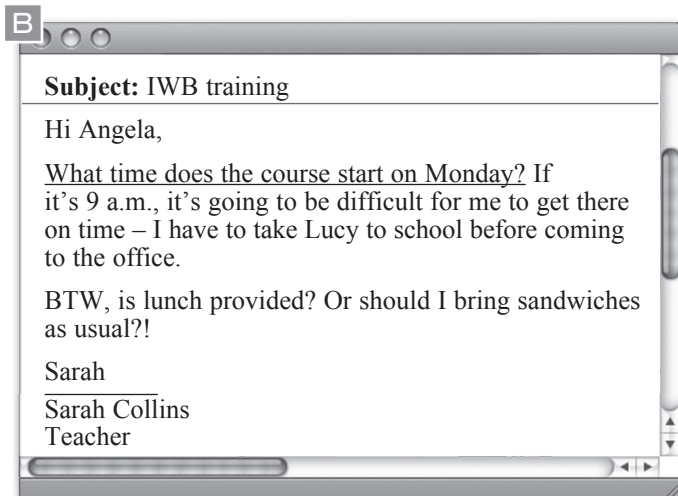 B
Subject: IWB training
Hi Angela,
What time does the course start on Monday? If
it's 9 a.m., it's going to be difficult for me to get there
on time – I have to take Lucy to school before coming
to the office.
BTW, is lunch provided? Or should I bring sandwiches
as usual?!
Sarah
Sarah Collins
Teacher